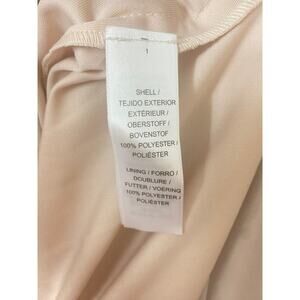 1
SHELL /
TEJIDO EXTERIOR
EXTÉRIEUR /
OBERSTOFF /
BOVENSTOF
100% POLYESTER /
POLIÉSTER
LINING / FORRO /
DOUBLURE /
FUTTER / VOERING
100% POLYESTER /
POLIÉSTER